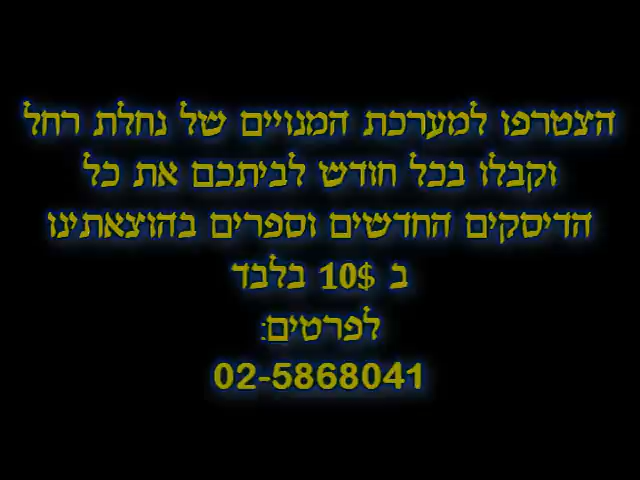 הצטרפו למערכת המנויים של נחלת רחל
וקבלו בכל חודש לביתכם את כל
הדיסקים החדשים וספרים בהוצאתינו
ב 10$ בלבד
לפרטים:
02-5868041